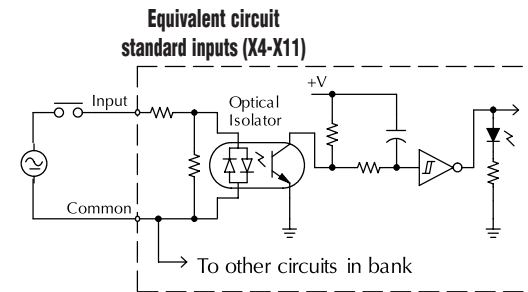 Equivalent circuit
standard inputs (X4-X11)
+V
Input
Optical
Isolator
Common
To other circuits in bank